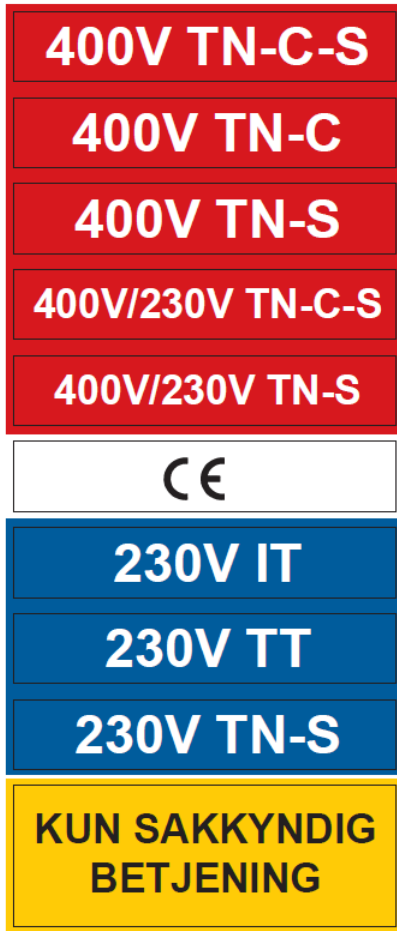 400V TN-C-S
400V TN-C
400V TN-S
400V/230V TN-C-S
400V/230V TN-S
CE
230V IT
230V TT
230V TN-S
KUN SAKKYNDIG
BETJENING